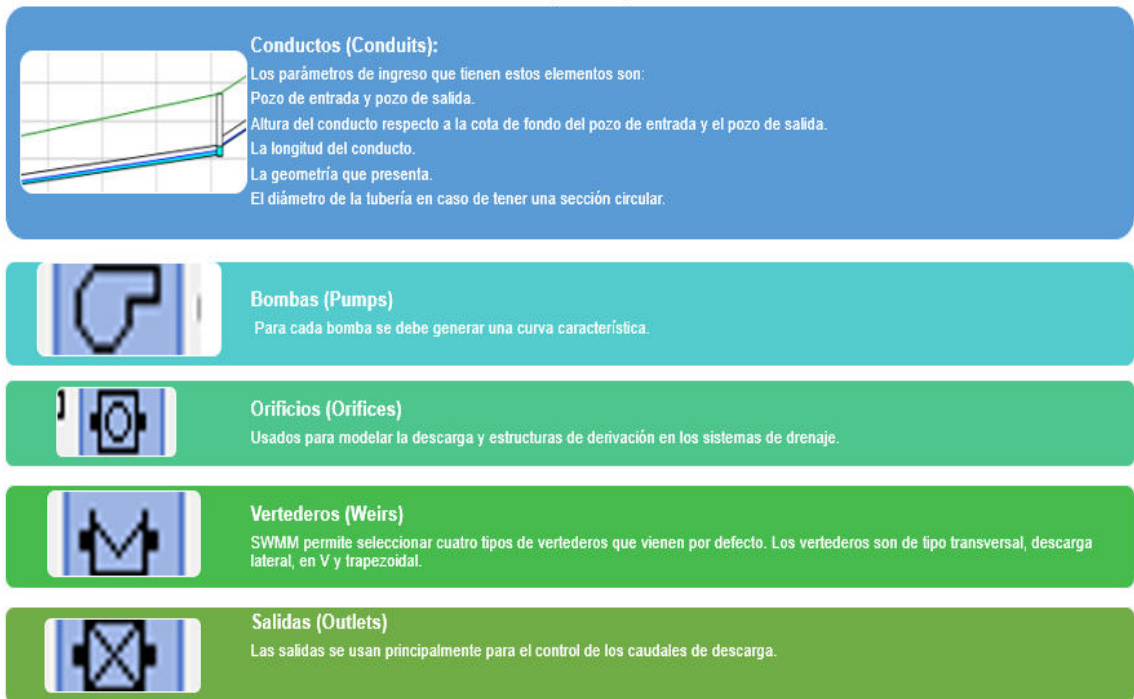 Conductos (Conduits):
Los parámetros de ingreso que tienen estos elementos son:
Pozo de entrada y pozo de salida.
Altura del conducto respecto a la cota de fondo del pozo de entrada y el pozo de salida.
La longitud del conducto.
La geometría que presenta.
El diámetro de la tubería en caso de tener una sección circular.
Bombas (Pumps)
Para cada bomba se debe generar una curva característica.
Orificios (Orifices)
Usados para modelar la descarga y estructuras de derivación en los sistemas de drenaje.
Vertederos (Weirs)
SWMM permite seleccionar cuatro tipos de vertederos que vienen por defecto. Los vertederos son de tipo transversal, descarga
lateral, en V y trapezoidal.
Salidas (Outlets)
Las salidas se usan principalmente para el control de los caudales de descarga.